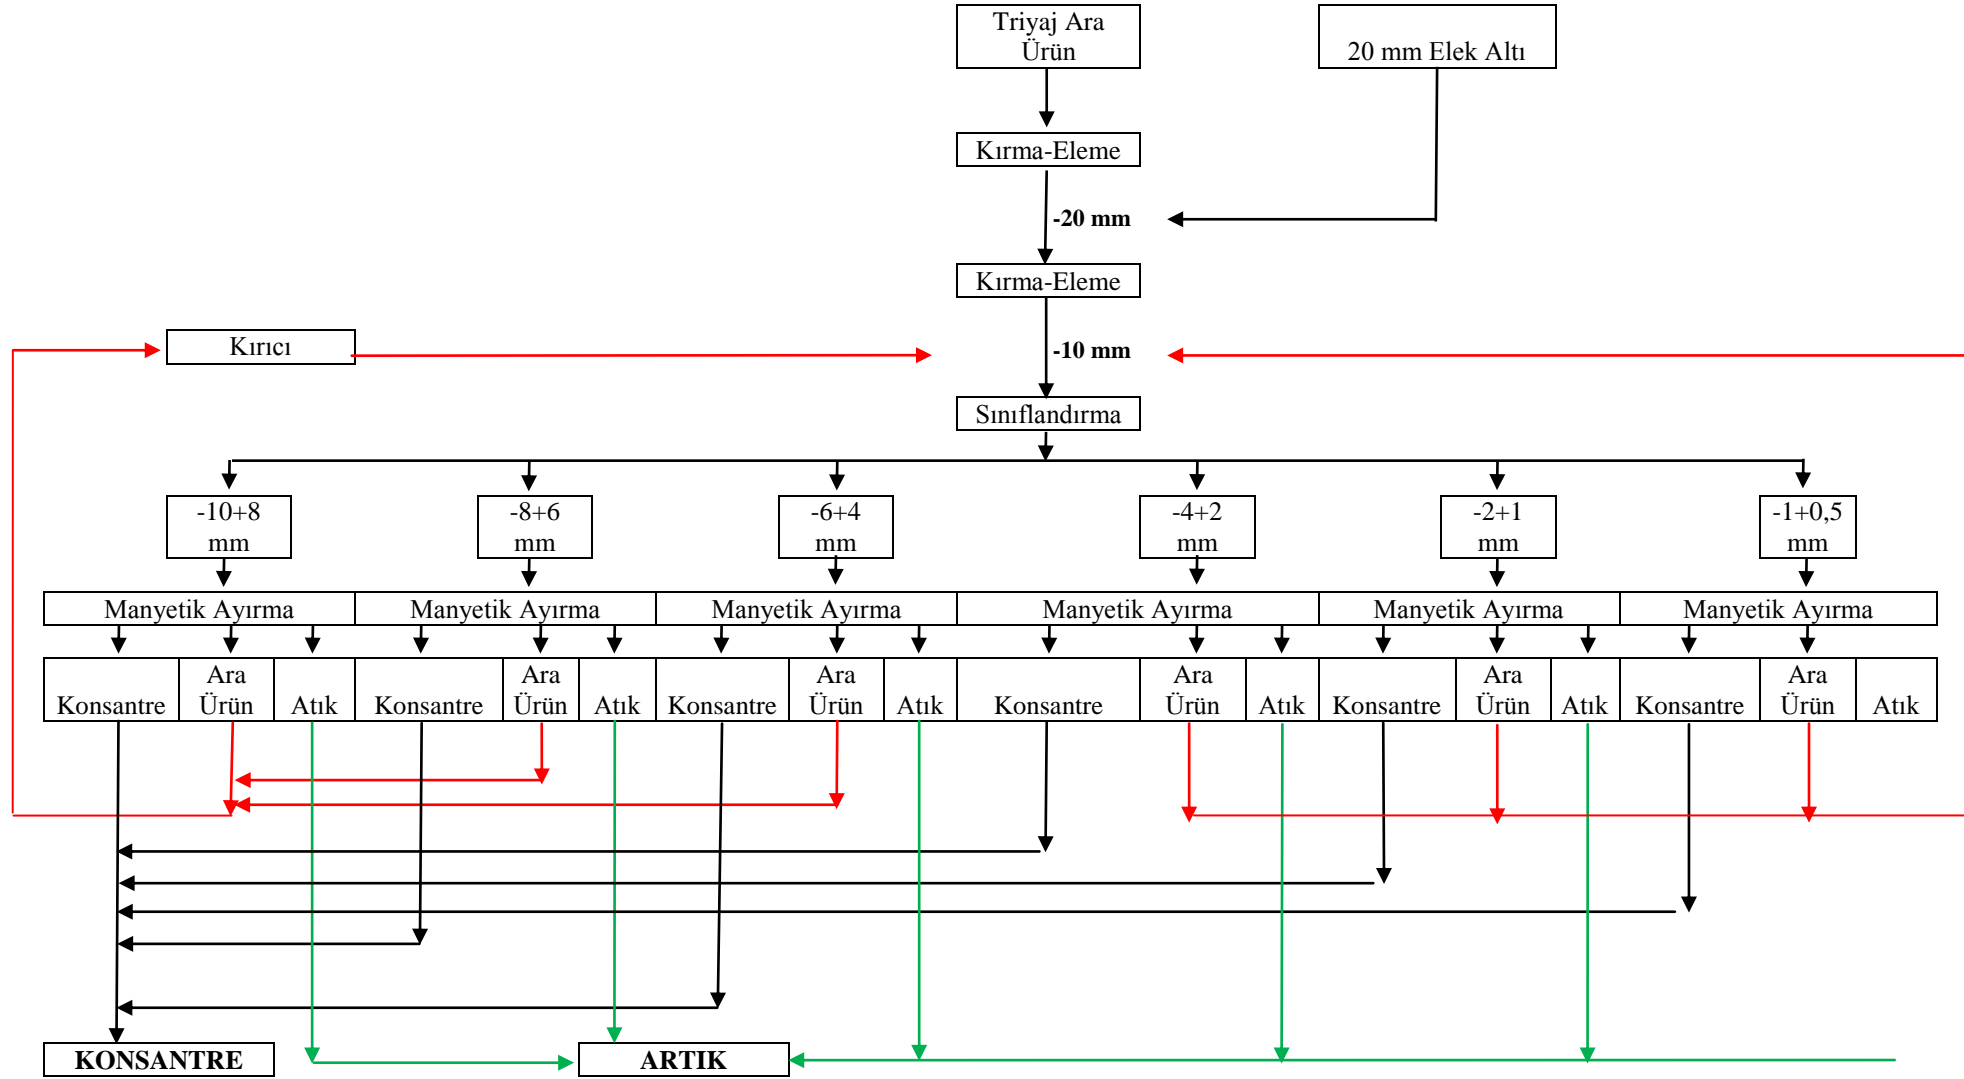 Triyaj Ara
Ürün
20 mm Elek Altı
Kırma-Eleme
-20 mm
Kırma-Eleme
Kırıcı
-10 mm
Sınıflandırma
-10+8
mm
-8+6
mm
-6+4
mm
-4+2
mm
-2+1
mm
-1+0,5
mm
Manyetik Ayırma
Manyetik Ayırma
Manyetik Ayırma
Manyetik Ayırma
Manyetik Ayırma
Manyetik Ayırma
Konsantre
Ara
Ürün
Atık
Konsantre
Ara
Ürün
Atık
Konsantre
Ara
Ürün
Atık
Konsantre
Ara
Ürün
Atık
Konsantre
Ara
Ürün
Atık
Konsantre
Ara
Ürün
Atık
KONSANTRE
ARTIK